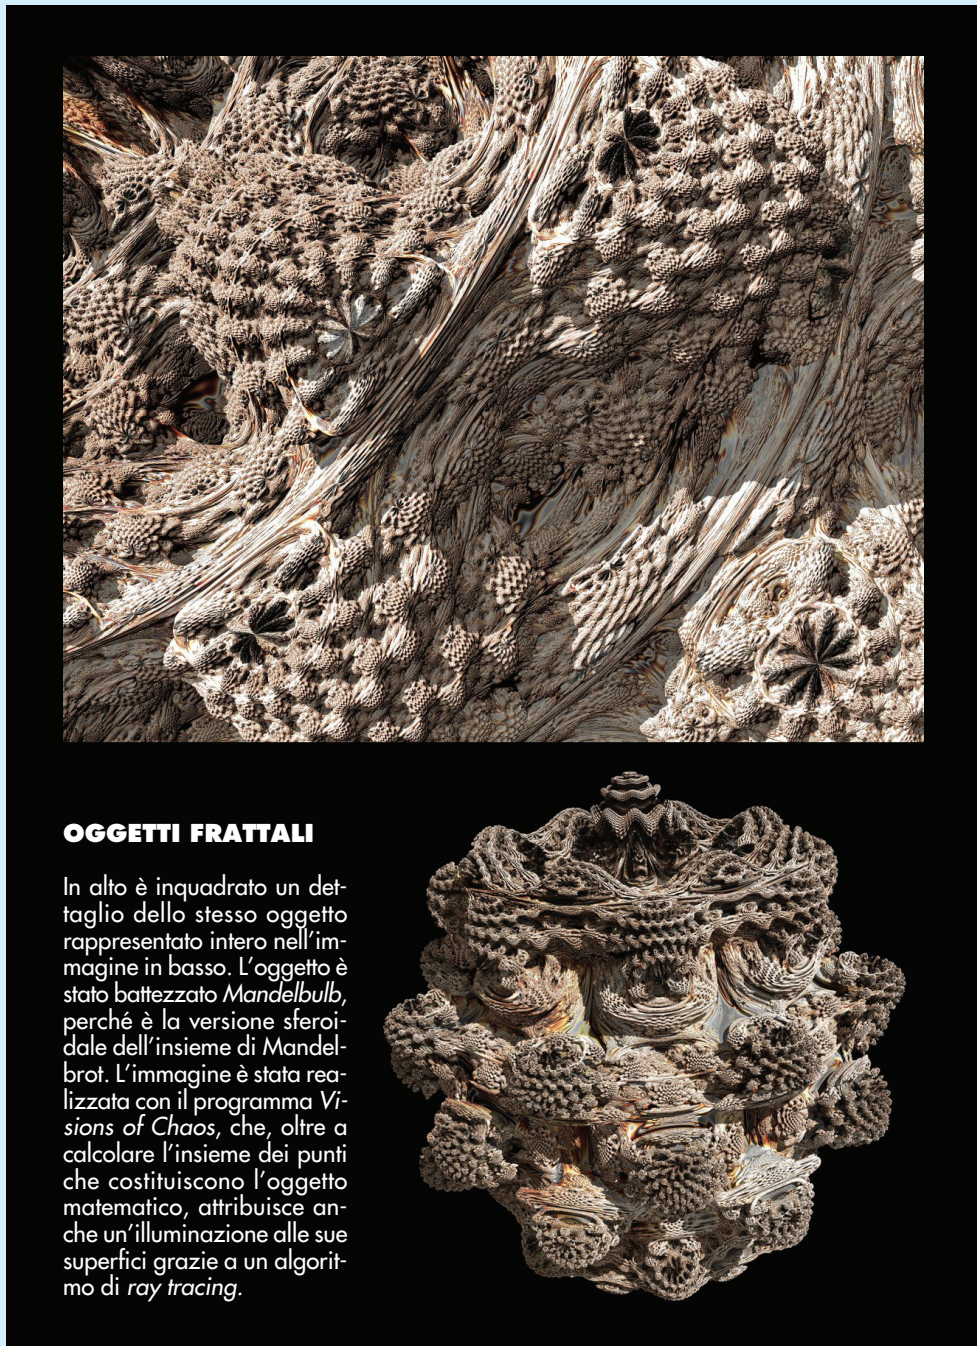 OGGETTI FRATTALI
In alto è inquadrato un det-
taglio dello stesso oggetto
rappresentato intero nell'im-
magine in basso. L'oggetto è
stato battezzato Mandelbulb,
perché è la versione sferoi-
dale dell'insieme di Mandel-
brot. L'immagine è stata rea-
lizzata con il programma Vi-
sions of Chaos, che, oltre a
calcolare l'insieme dei punti
che costituiscono l'oggetto
matematico, attribuisce an-
che un'illuminazione alle sue
superfici grazie a un algorit-
mo di ray tracing.